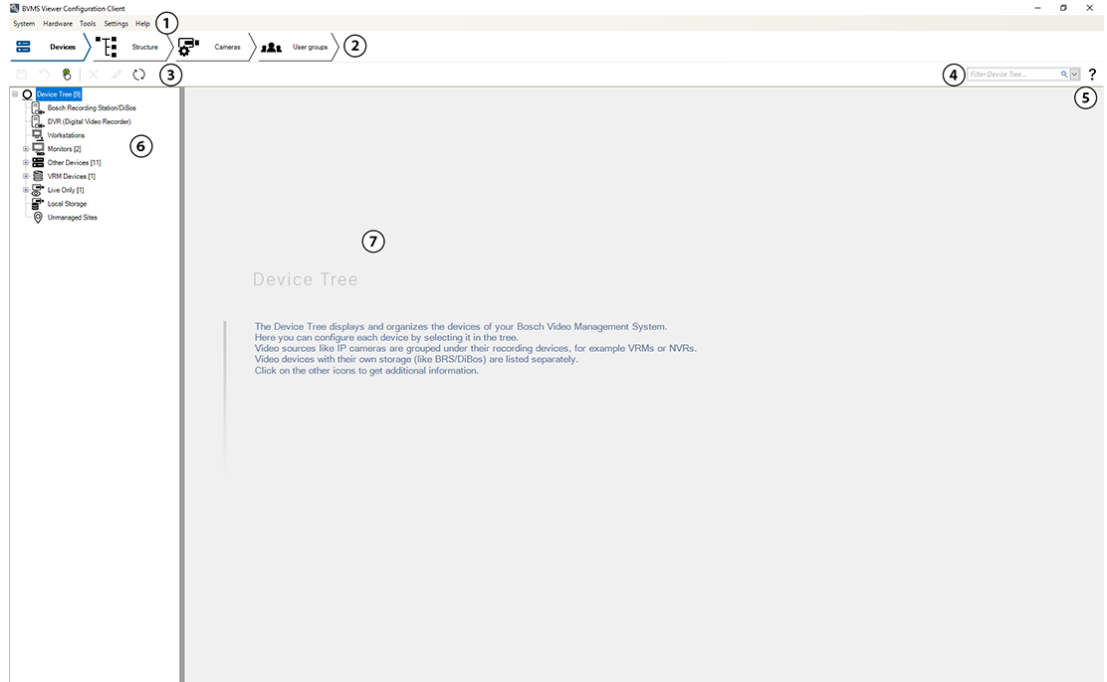 BVMS Viewer Configuration Client
System Hardware Tools Settings Help 1
Devices Structure Cameras User groups 2
3 4 Filter Device Tree... ?
5
Device Tree [9]
Bosch Recording Station/DiBos
DVR (Digital Video Recorder)
Workstations
6
Monitors [2]
Other Devices [11]
VRM Devices [1]
Live Only [1]
Local Storage
Unmanaged Sites
7
Device Tree
The Device Tree displays and organizes the devices of your Bosch Video Management System.
Here you can configure each device by selecting it in the tree.
Video sources like IP cameras are grouped under their recording devices, for example VRMs or NVRs.
Video devices with their own storage (like BRS/DiBos) are listed separately.
Click on the other icons to get additional information.